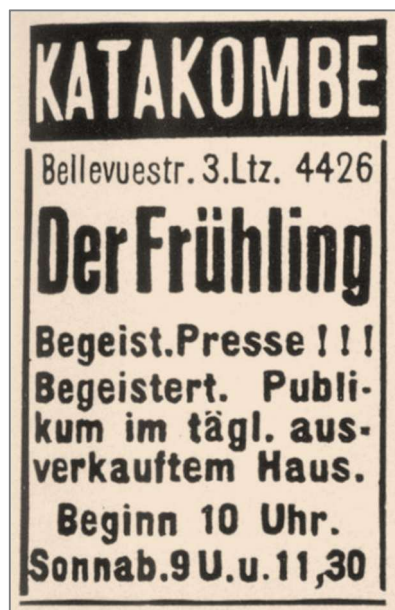 KATAKOMBE
Bellevuestr. 3. Ltz. 4426
Der Frühling
Begeist. Presse !!!
Begeistert. Publi-
kum im tägl. aus-
verkauftem Haus.
Beginn 10 Uhr.
Sonnab. 9 U. u. 11,30